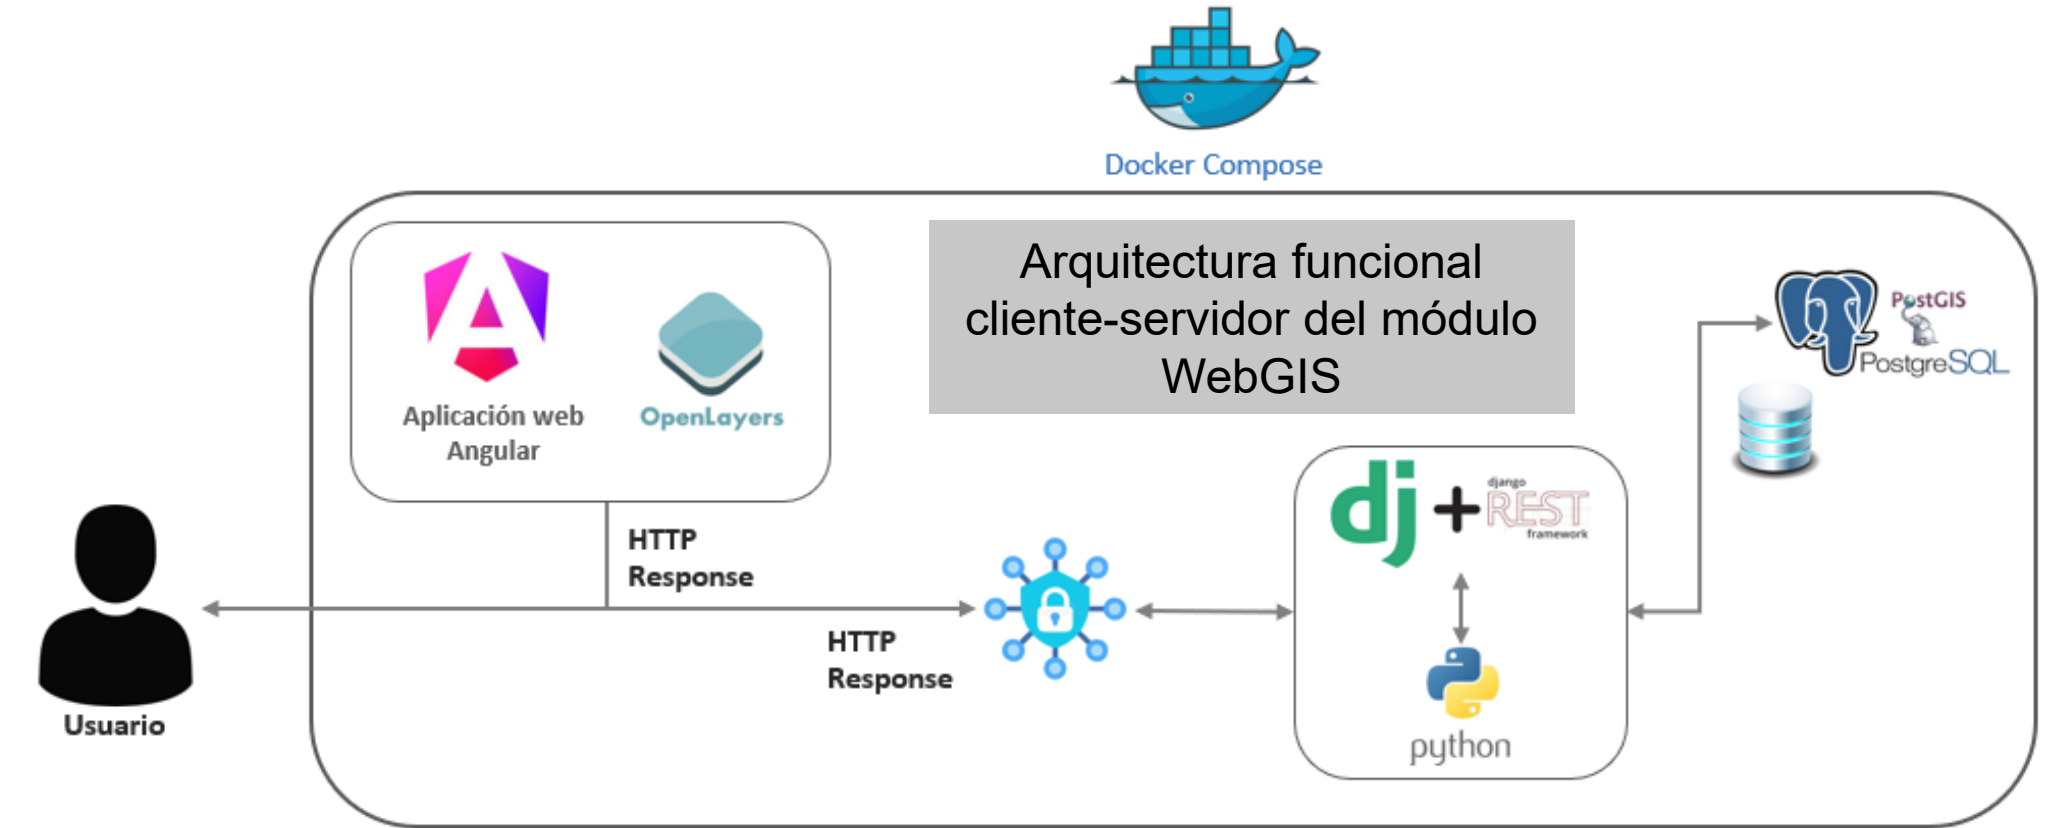 Docker Compose
Arquitectura funcional
cliente-servidor del módulo
WebGIS
Aplicación web
Angular
OpenLayers
PostGIS
PostgreSQL
HTTP
Response
HTTP
Response
dj
django
REST
framework
python
Usuario